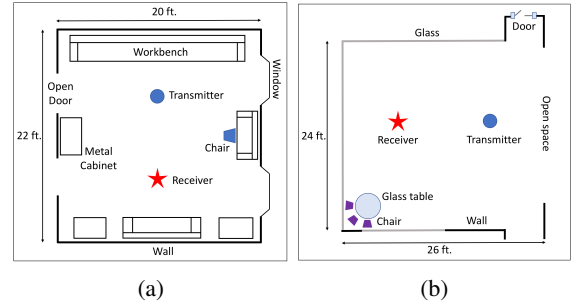 20 ft.
Workbench
Window
Open
Door
Transmitter
22 ft.
Chair
Metal
Cabinet
Receiver
Wall
(a)
Door
Glass
Open space
24 ft.
Receiver
Transmitter
Glass table
Chair
Wall
26 ft.
(b)